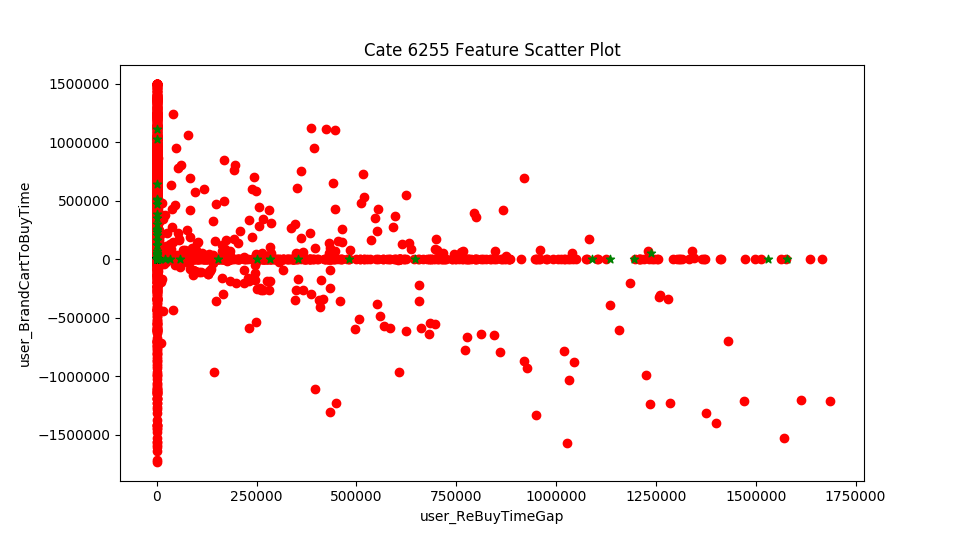 Cate 6255 Feature Scatter Plot
1500000
1000000
500000
0
−500000
−1000000
−1500000
user_BrandCartToBuyTime
0 250000 500000 750000 1000000 1250000 1500000 1750000
user_ReBuyTimeGap